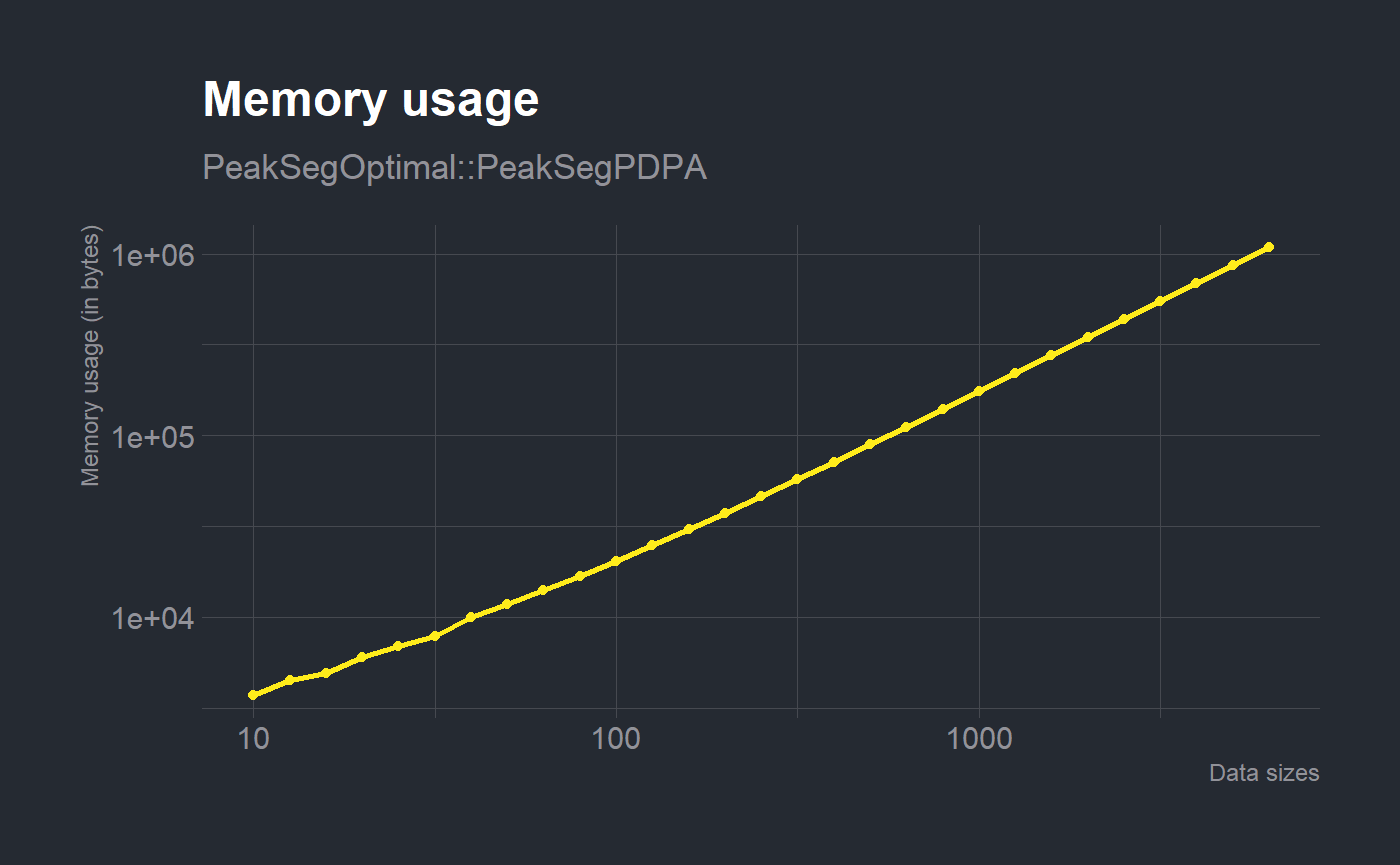 Memory usage
PeakSegOptimal::PeakSegPDPA
Memory usage (in bytes)
1e+06
1e+05
1e+04
10
100
1000
Data sizes